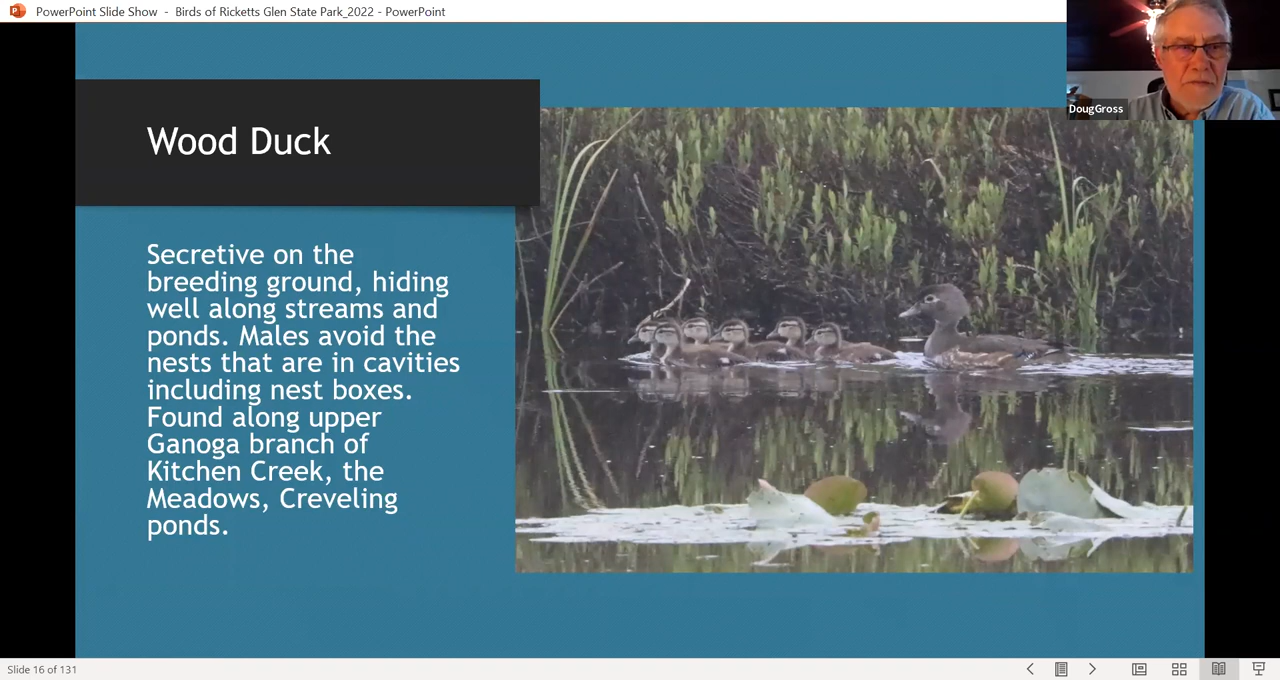 PowerPoint Slide Show - Birds of Ricketts Glen State Park_2022 - PowerPoint
DougGross
Wood Duck
Secretive on the
breeding ground, hiding
well along streams and
ponds. Males avoid the
nests that are in cavities
including nest boxes.
Found along upper
Ganoga branch of
Kitchen Creek, the
Meadows, Creveling
ponds.
Slide 16 of 131